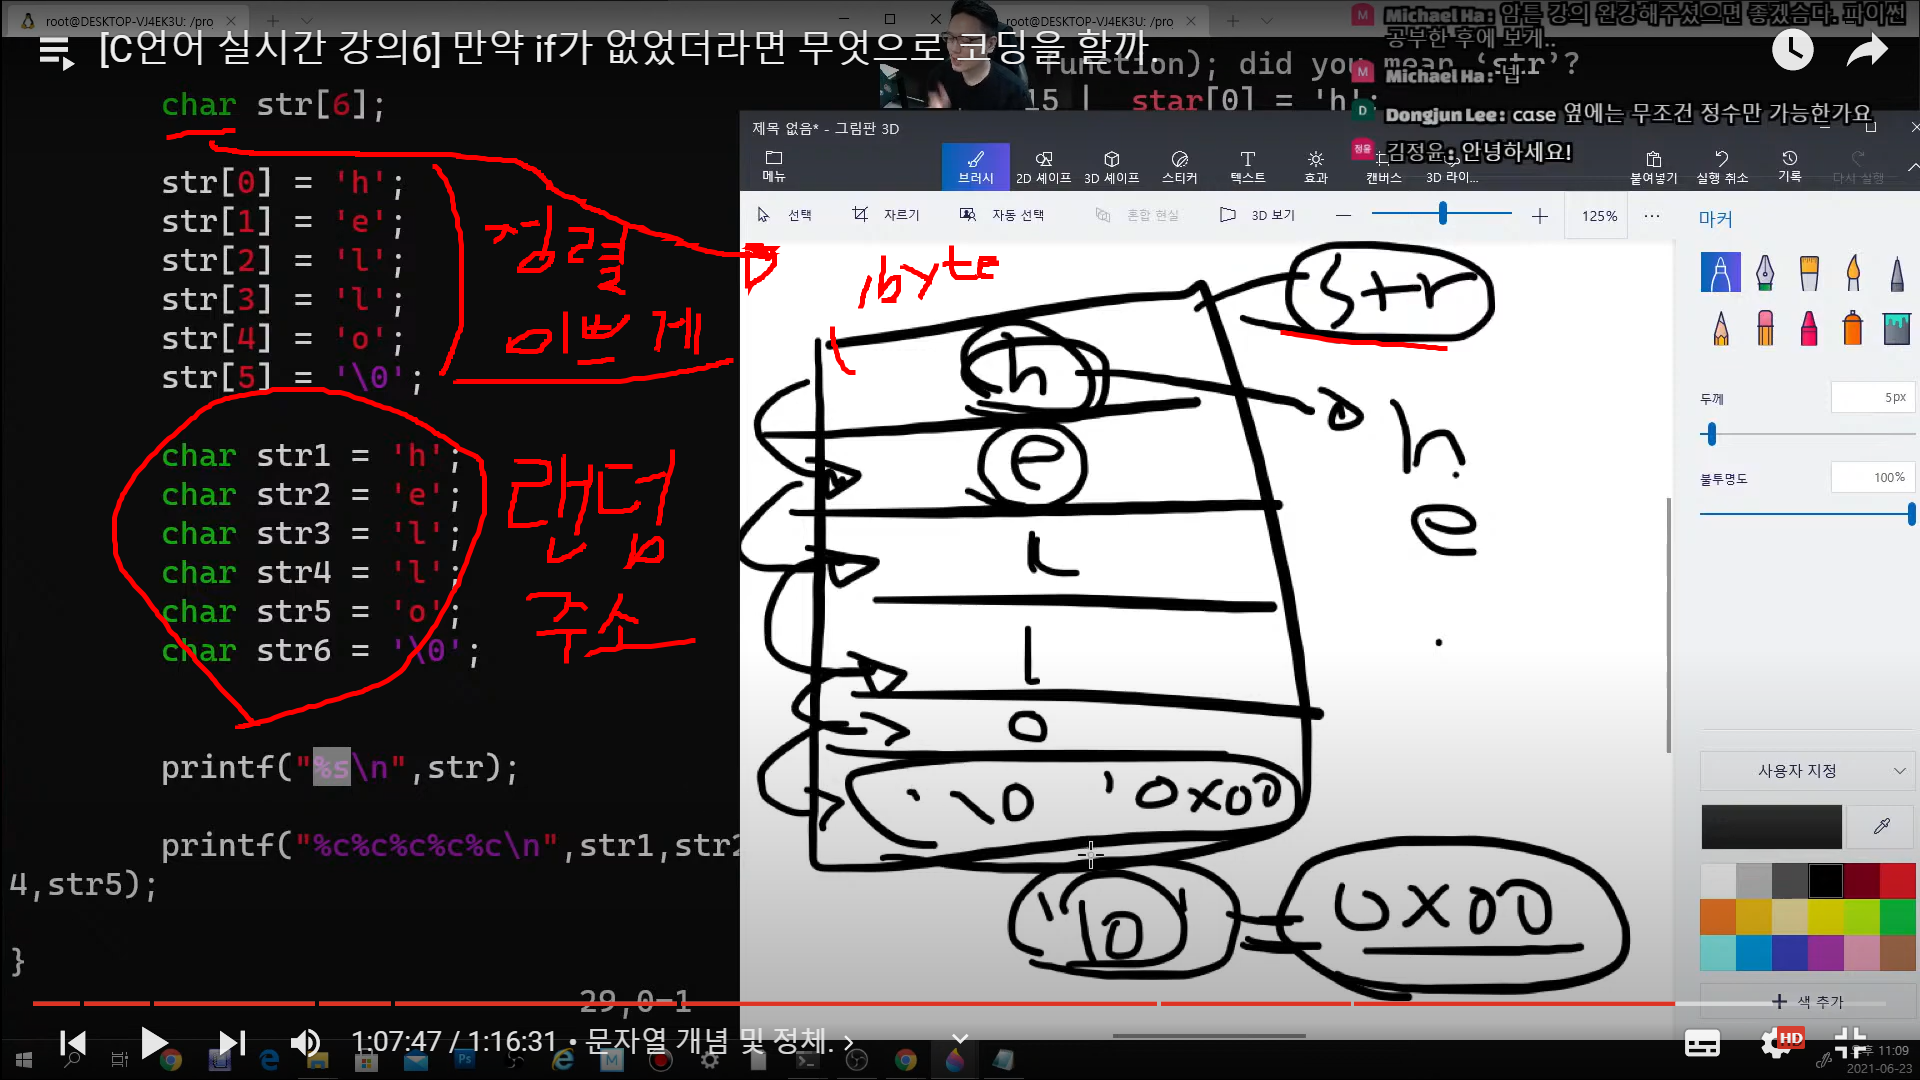 root@DESKTOP-VJ4EK3U: /pro
root@DESKTOP-VJ4EK3U: /pro
[C언어 실시간 강의6] 만약 if가 없었더라면 무엇으로 코딩을 할까.
function); did you mean 'str'?
15 | star[0] = 'h';
Michael Ha: 암튼 강의 완강해주셨으면 좋겠슴다. 파이썬
공부한 후에 보게..
Michael Ha: 넵
Dongjun Lee: case 옆에는 무조건 정수만 가능한가요
김정윤: 안녕하세요!
char str[6];
str[0] = 'h';
str[1] = 'e';
str[2] = 'l';
str[3] = 'l';
str[4] = 'o';
str[5] = '\0';
정렬
이쁘게
char str1 = 'h';
char str2 = 'e';
char str3 = 'l';
char str4 = 'l';
char str5 = 'o';
char str6 = '\0';
랜덤
주소
printf("%s\n",str);
printf("%c%c%c%c%c\n",str1,str2
4,str5);
}
29,0-1
제목 없음* - 그림판 3D
메뉴
브러시
2D 셰이프
3D 셰이프
스티커
텍스트
효과
캔버스
3D 라이...
붙여넣기
실행 취소
기록
다시 실행
선택
자르기
자동 선택
혼합 현실
3D 보기
125%
1byte
str
h
e
l
l
o
'\0' 0x00
h
e
'\0' = 0x00
마커
두께
5px
불투명도
100%
사용자 지정
색 추가
1:07:47 / 1:16:31 • 문자열 개념 및 정체.
HD
오후 11:09
2021-06-23